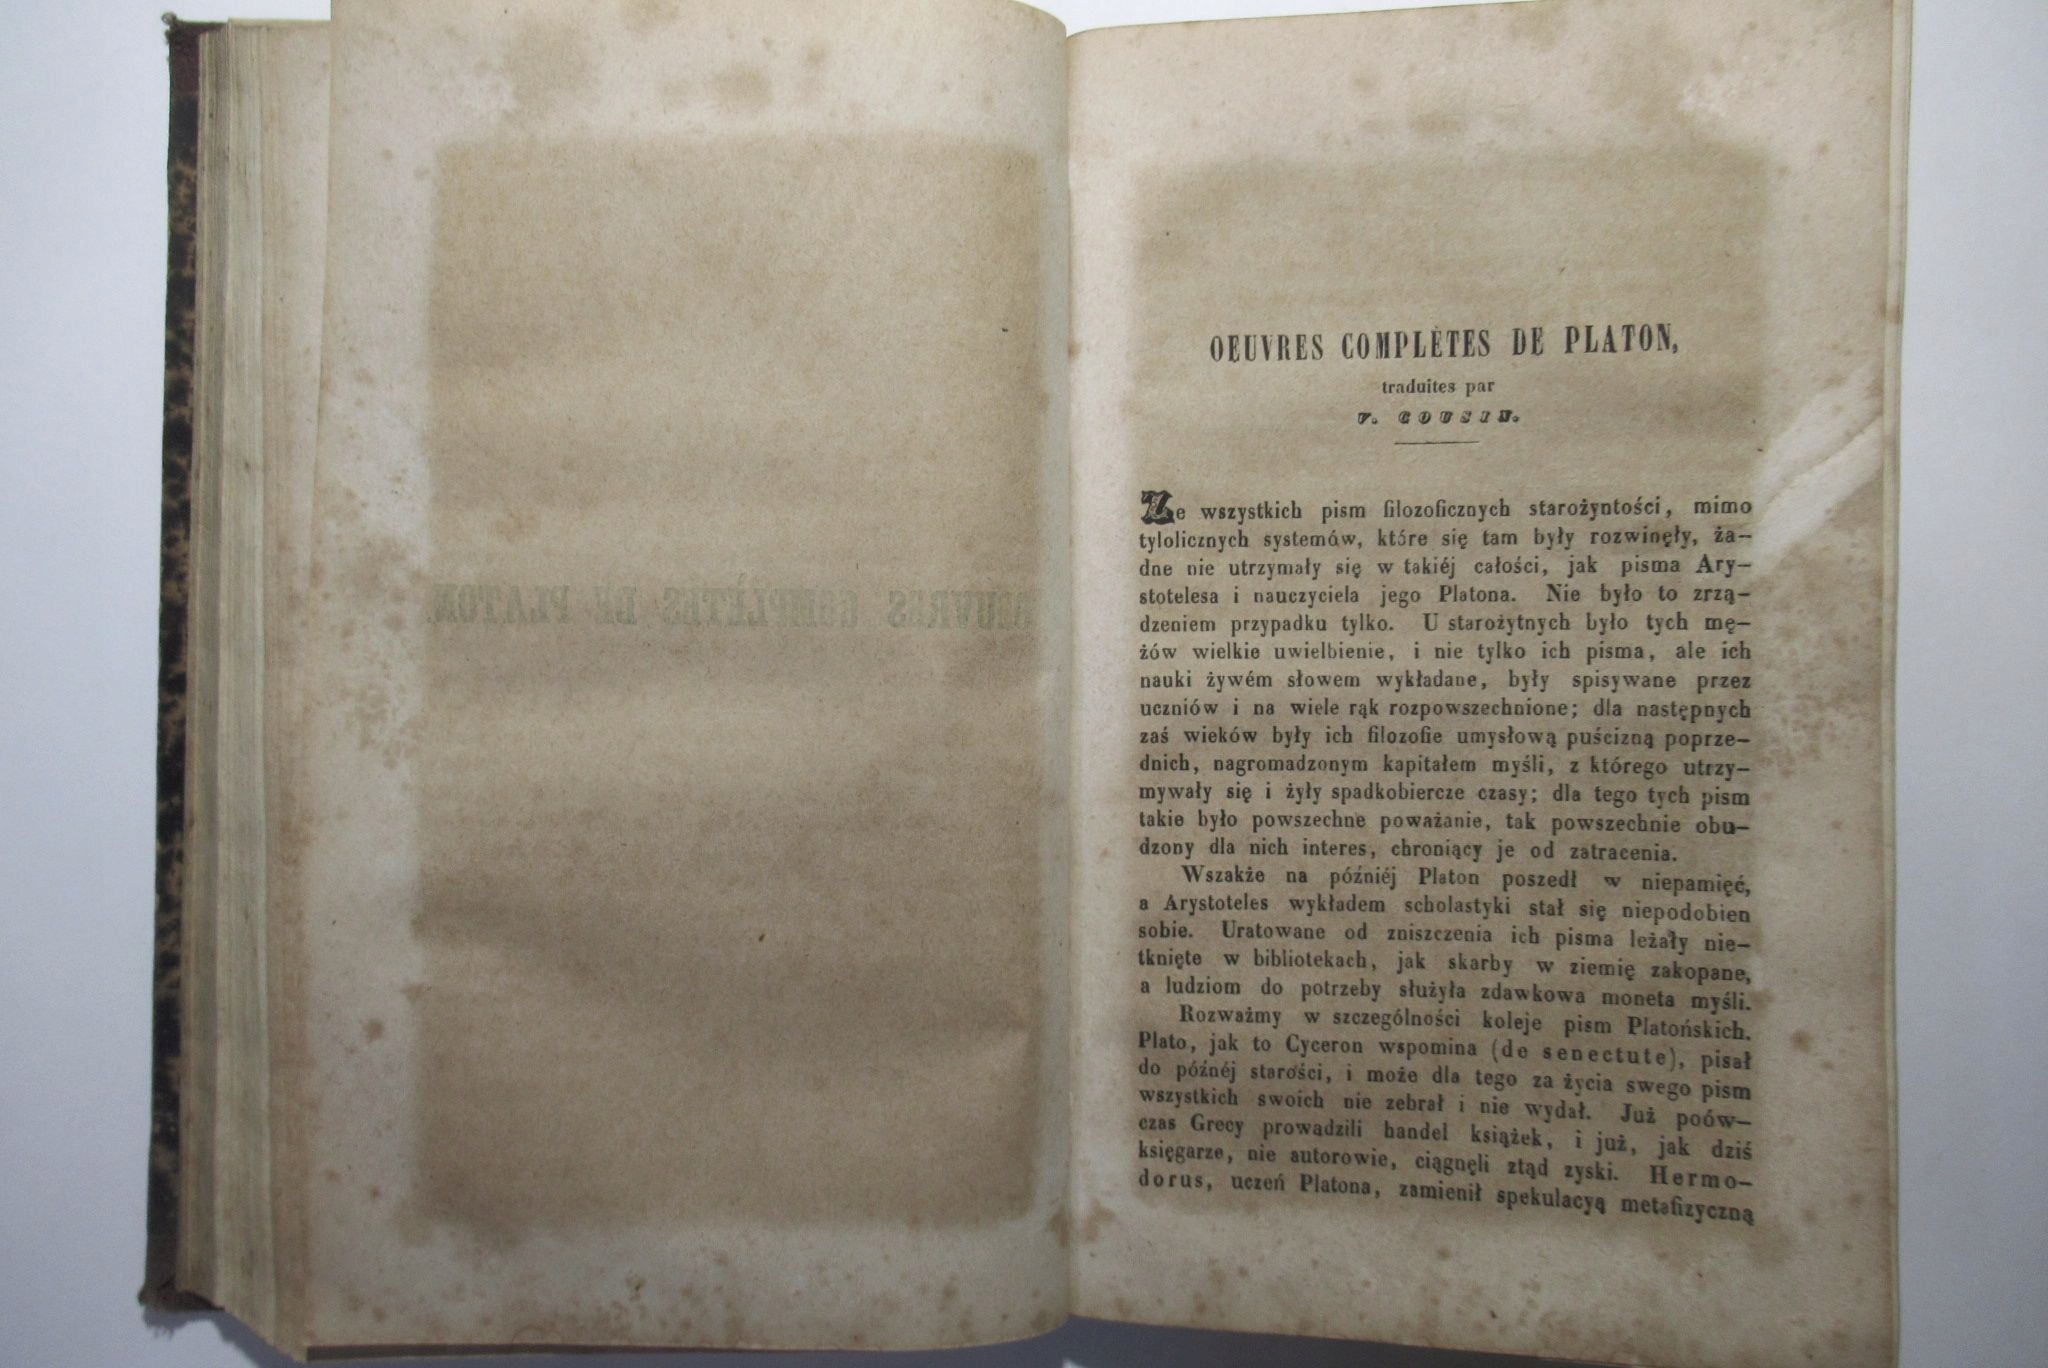 OEUVRES COMPLÈTES DE PLATON,
traduites par
V. COUSIN.
Ze wszystkich pism filozoficznych starożyntości, mimo
tylolicznych systemów, które się tam były rozwinęły, ża-
dne nie utrzymały się w takiéj całości, jak pisma Ary-
stotelesa i nauczyciela jego Platona. Nie było to zrzą-
dzeniem przypadku tylko. U starożytnych było tych mę-
żów wielkie uwielbienie, i nie tylko ich pisma, ale ich
nauki żywém słowem wykładane, były spisywane przez
uczniów i na wiele rąk rozpowszechnione; dla następnych
zaś wieków były ich filozofie umysłową puścizną poprze-
dnich, nagromadzonym kapitałem myśli, z którego utrzy-
mywały się i żyły spadkobiercze czasy; dla tego tych pism
takie było powszechne poważanie, tak powszechnie obu-
dzony dla nich interes, chroniący je od zatracenia.
Wszakże na późniéj Platon poszedł w niepamięć,
a Arystoteles wykładem scholastyki stał się niepodobien
sobie. Uratowane od zniszczenia ich pisma leżały nie-
tknięte w bibliotekach, jak skarby w ziemię zakopane,
a ludziom do potrzeby służyła zdawkowa moneta myśli.
Rozważmy w szczególności koleje pism Platońskich.
Plato, jak to Cyceron wspomina (de senectute), pisał
do późnéj starości, i może dla tego za życia swego pism
wszystkich swoich nie zebrał i nie wydał. Już poów-
czas Grecy prowadzili handel książek, i już, jak dziś
księgarze, nie autorowie, ciągnęli ztąd zyski. Hermo-
dorus, uczeń Platona, zamienił spekulacyą metafizyczną
OEUVRES COMPLÈTES DE PLATON.